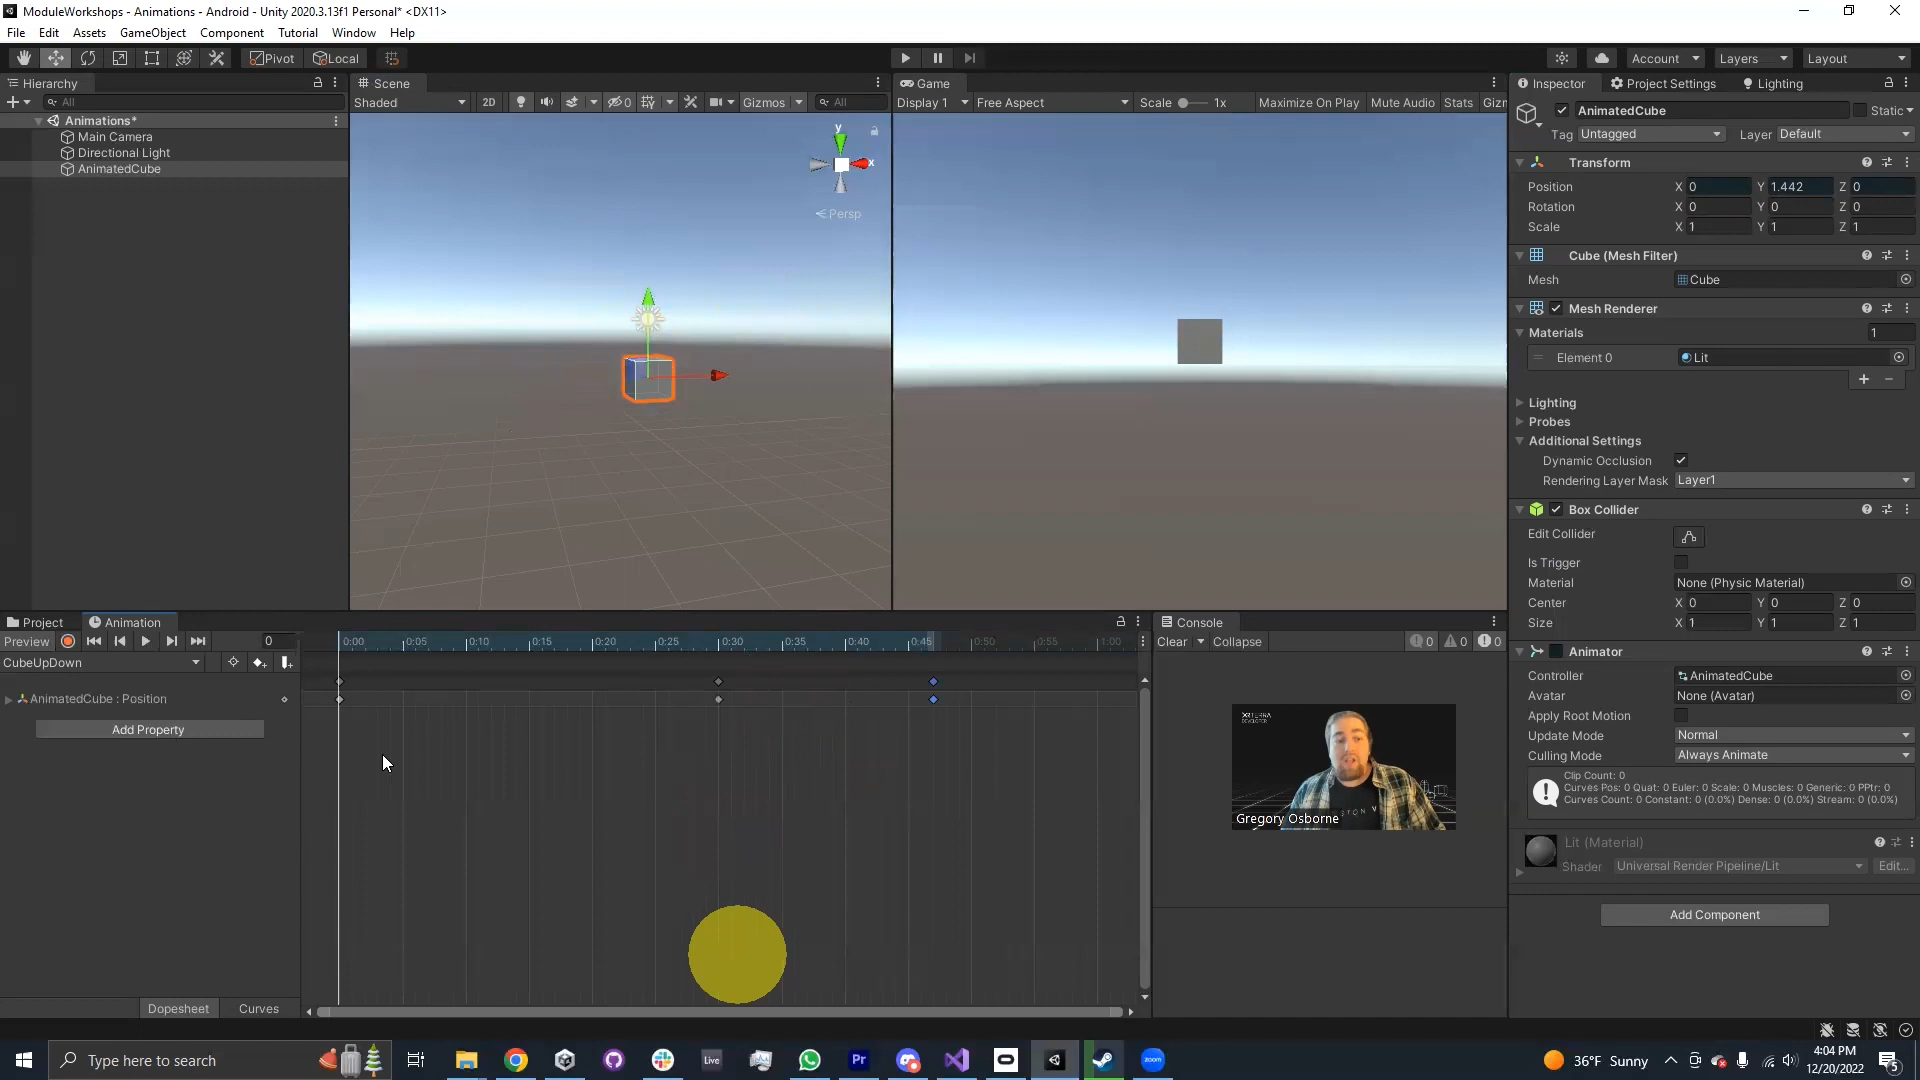 ModuleWorkshops - Animations - Android - Unity 2020.3.13f1 Personal* <DX11>
File Edit Assets GameObject Component Tutorial Window Help
Pivot Local Account Layers Layout
Hierarchy Scene Game Inspector Project Settings Lighting
All Shaded 2D 0 Gizmos All Display 1 Free Aspect Scale 1x Maximize On Play Mute Audio Stats Giz
AnimatedCube Static
Animations*
Main Camera
Directional Light
AnimatedCube
y
x
Persp
Tag Untagged Layer Default
Transform
Position X 0 Y 1.442 Z 0
Rotation X 0 Y 0 Z 0
Scale X 1 Y 1 Z 1
Cube (Mesh Filter)
Mesh Cube
Mesh Renderer
Materials 1
Element 0 Lit
Lighting
Probes
Additional Settings
Dynamic Occlusion
Rendering Layer Mask Layer1
Box Collider
Edit Collider
Is Trigger
Material None (Physic Material)
Center X 0 Y 0 Z 0
Size X 1 Y 1 Z 1
Animator
Controller AnimatedCube
Avatar None (Avatar)
Apply Root Motion
Update Mode Normal
Culling Mode Always Animate
Clip Count: 0
Curves Pos: 0 Quat: 0 Euler: 0 Scale: 0 Muscles: 0 Generic: 0 PPtr: 0
Curves Count: 0 Constant: 0 (0.0%) Dense: 0 (0.0%) Stream: 0 (0.0%)
Lit (Material)
Shader Universal Render Pipeline/Lit Edit...
Add Component
Project Animation
Preview 0 0:00 0:05 0:10 0:15 0:20 0:25 0:30 0:35 0:40 0:45 0:50 0:55 1:00
CubeUpDown
AnimatedCube : Position
Add Property
Dopesheet Curves
Console
Clear Collapse 0 0 0
XRTERRA
DEVELOPER
Gregory Osborne
Type here to search Live Pr zoom 36°F Sunny 4:04 PM
12/20/2022 5